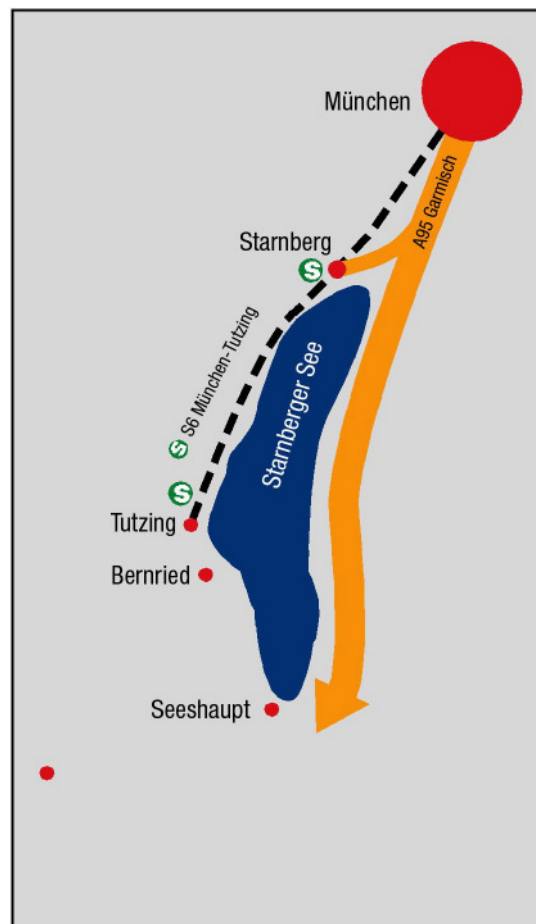 München
A95 Garmisch
Starnberg
S
S6 München-Tutzing
S
Starnberger See
S
Tutzing
Bernried
Seeshaupt